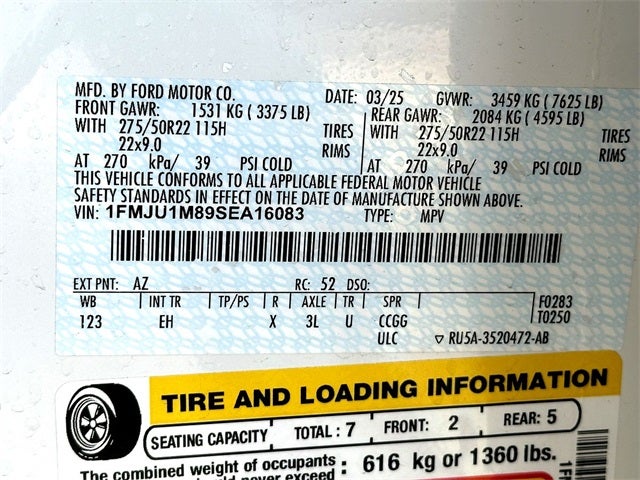 MFD. BY FORD MOTOR CO. DATE: 03/25 GVWR: 3459 KG ( 7625 LB)
FRONT GAWR: 1531 KG ( 3375 LB) REAR GAWR: 2084 KG ( 4595 LB)
WITH 275/50R22 115H TIRES WITH 275/50R22 115H TIRES
22x9.0 RIMS 22x9.0 RIMS
AT 270 kPa/ 39 PSI COLD AT 270 kPa/ 39 PSI COLD
THIS VEHICLE CONFORMS TO ALL APPLICABLE FEDERAL MOTOR VEHICLE
SAFETY STANDARDS IN EFFECT ON THE DATE OF MANUFACTURE SHOWN ABOVE.
VIN: 1FMJU1M89SEA16083 TYPE: MPV
EXT PNT: AZ RC: 52 DSO:
WB INT TR TP/PS R AXLE TR SPR F0283
123 EH X 3L U CCGG T0250
ULC ▽ RU5A-3520472-AB
TIRE AND LOADING INFORMATION
SEATING CAPACITY TOTAL : 7 FRONT: 2 REAR: 5
The combined weight of occupants : 616 kg or 1360 lbs.
never exceed